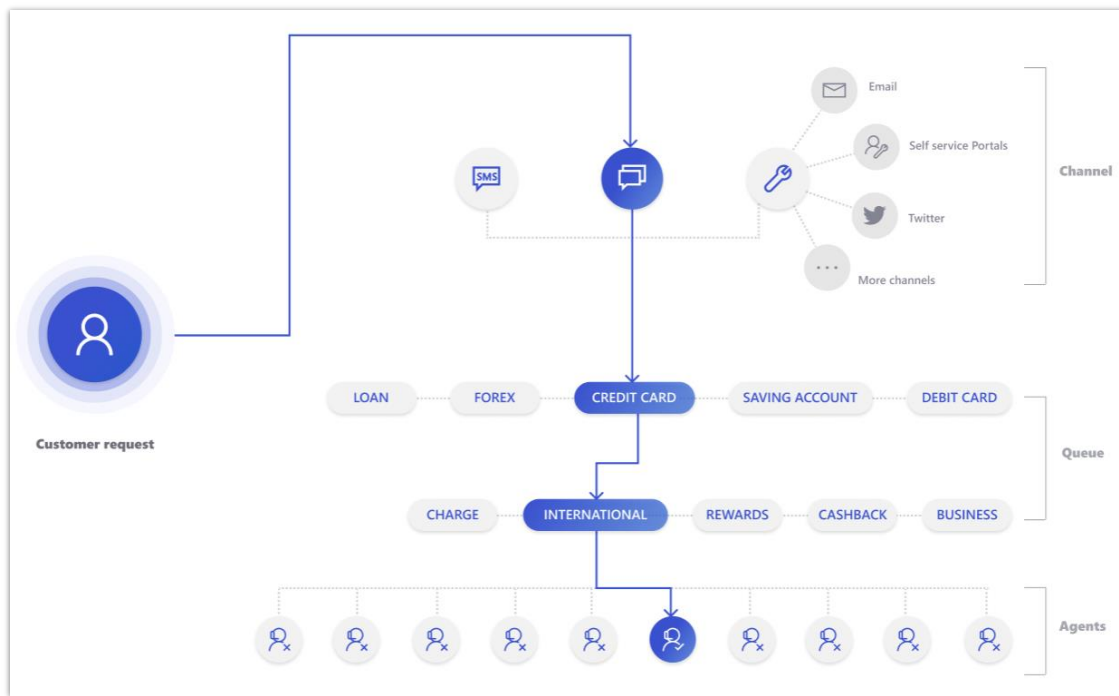 Email
SMS
Self service Portals
Channel
Twitter
More channels
LOAN
FOREX
CREDIT CARD
SAVING ACCOUNT
DEBIT CARD
Customer request
Queue
CHARGE
INTERNATIONAL
REWARDS
CASHBACK
BUSINESS
Agents